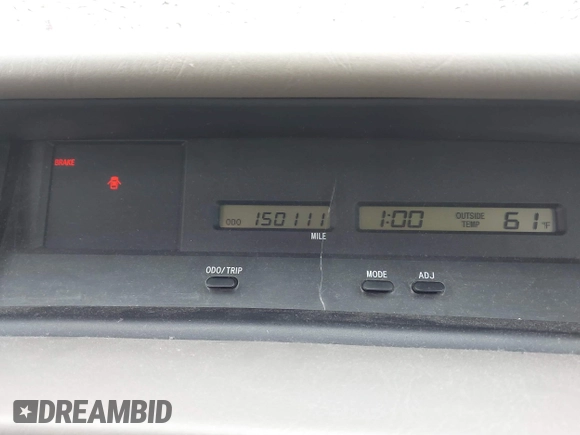 BRAKE
ODO 150111
MILE
1:00 OUTSIDE TEMP 61°F
ODO/TRIP
MODE
ADJ
DREAMBID